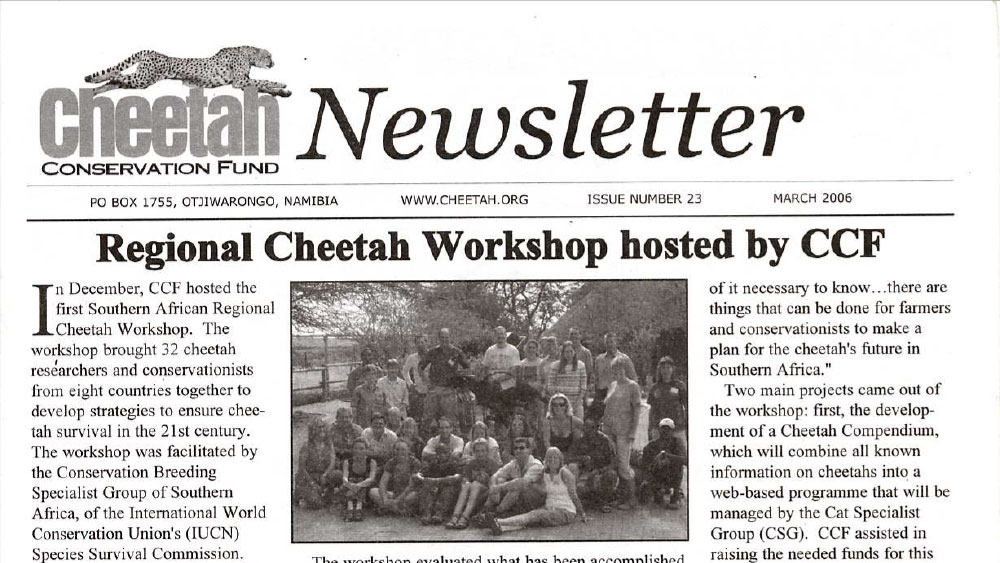 Cheetah
CONSERVATION FUND
Newsletter
PO BOX 1755, OTJIWARONGO, NAMIBIA WWW.CHEETAH.ORG ISSUE NUMBER 23 MARCH 2006
Regional Cheetah Workshop hosted by CCF
In December, CCF hosted the
first Southern African Regional
Cheetah Workshop. The
workshop brought 32 cheetah
researchers and conservationists
from eight countries together to
develop strategies to ensure chee-
tah survival in the 21st century.
The workshop was facilitated by
the Conservation Breeding
Specialist Group of Southern
Africa, of the International World
Conservation Union's (IUCN)
Species Survival Commission.
The workshop evaluated what has been accomplished
of it necessary to know…there are
things that can be done for farmers
and conservationists to make a
plan for the cheetah's future in
Southern Africa."
Two main projects came out of
the workshop: first, the develop-
ment of a Cheetah Compendium,
which will combine all known
information on cheetahs into a
web-based programme that will be
managed by the Cat Specialist
Group (CSG). CCF assisted in
raising the needed funds for this